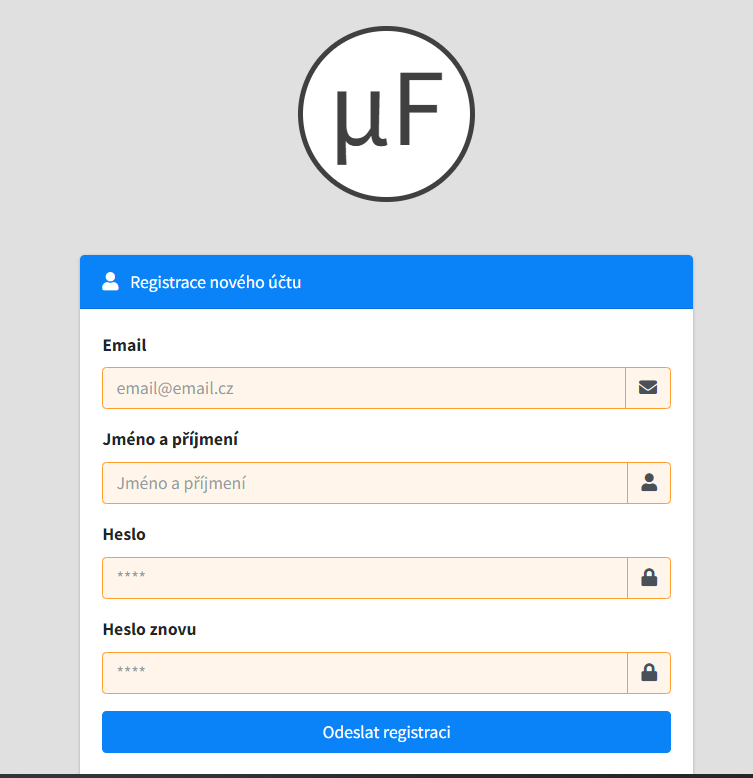 µF
Registrace nového účtu
Email
email@email.cz
Jméno a příjmení
Jméno a příjmení
Heslo
****
Heslo znovu
****
Odeslat registraci